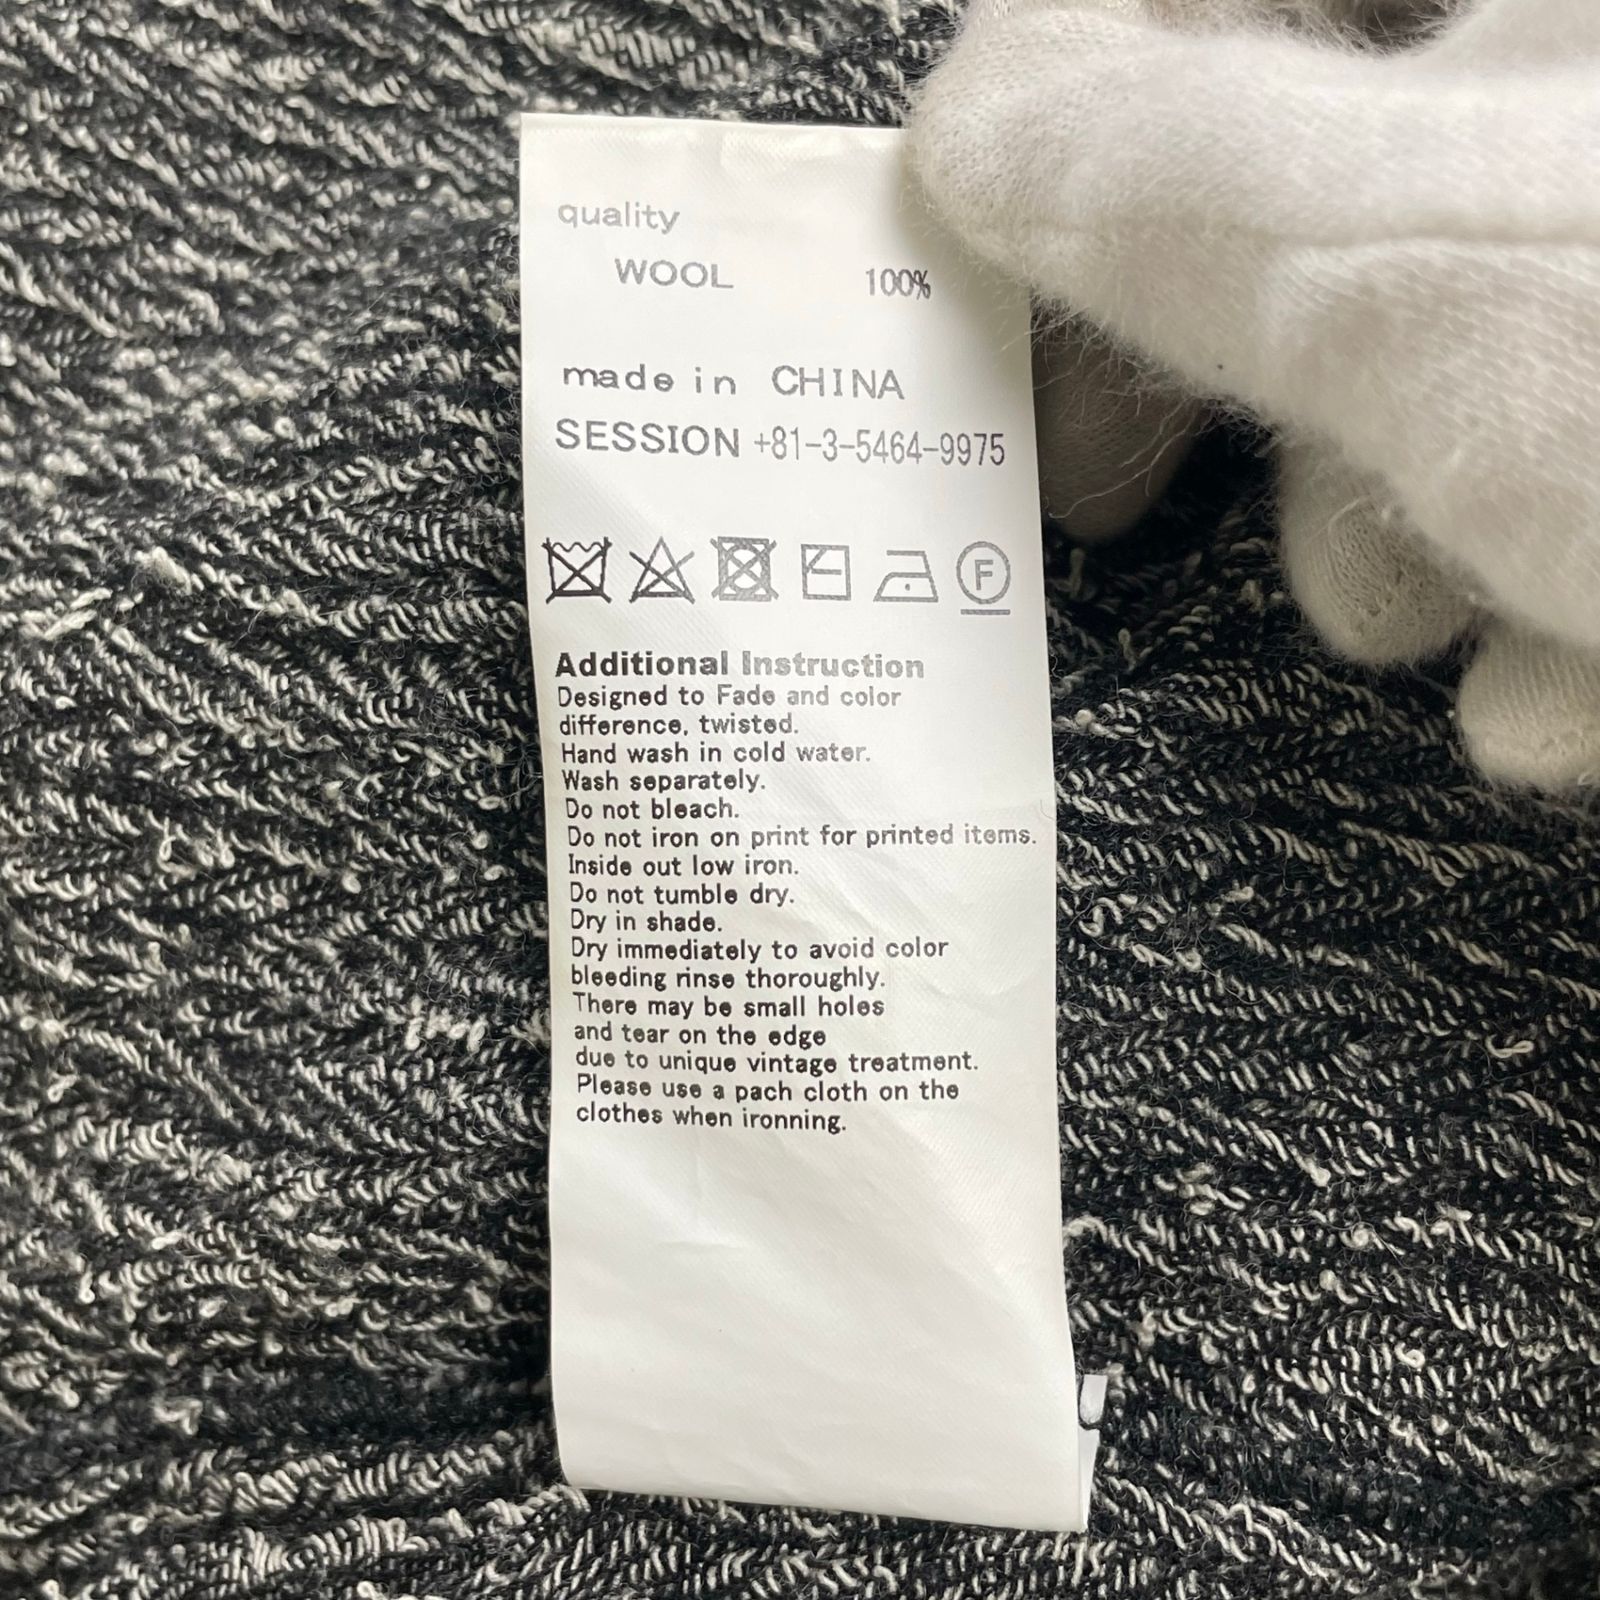 quality
WOOL 100%
made in CHINA
SESSION +81-3-5464-9975
F
Additional Instruction
Designed to Fade and color
difference, twisted.
Hand wash in cold water.
Wash separately.
Do not bleach.
Do not iron on print for printed items.
Inside out low iron.
Do not tumble dry.
Dry in shade.
Dry immediately to avoid color
bleeding rinse thoroughly.
There may be small holes
and tear on the edge
due to unique vintage treatment.
Please use a pach cloth on the
clothes when ironning.